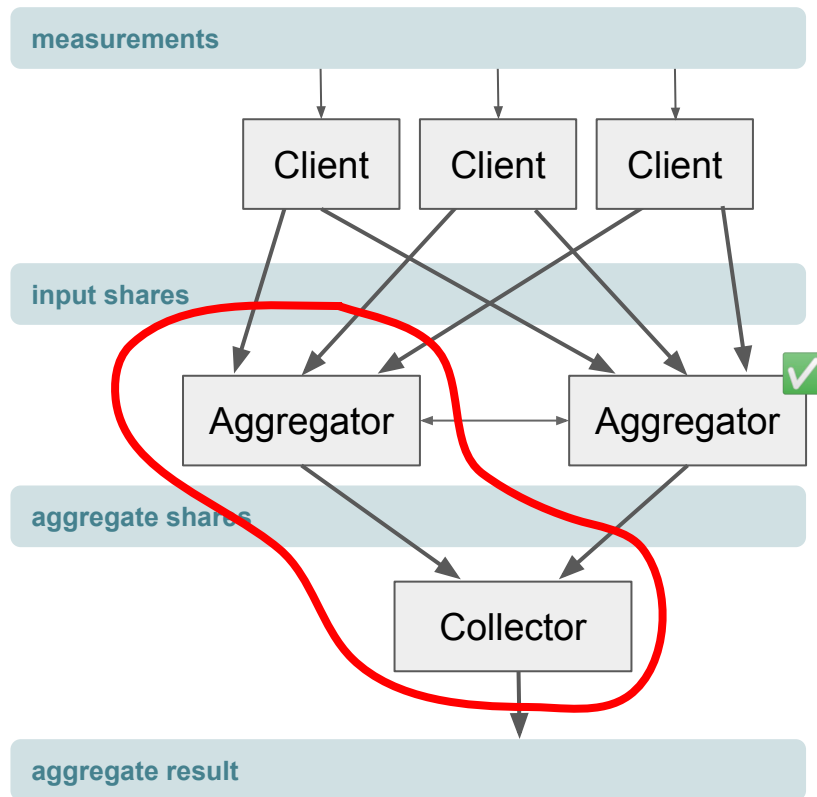 measurements
Client
Client
Client
input shares
Aggregator
Aggregator
aggregate shares
Collector
aggregate result